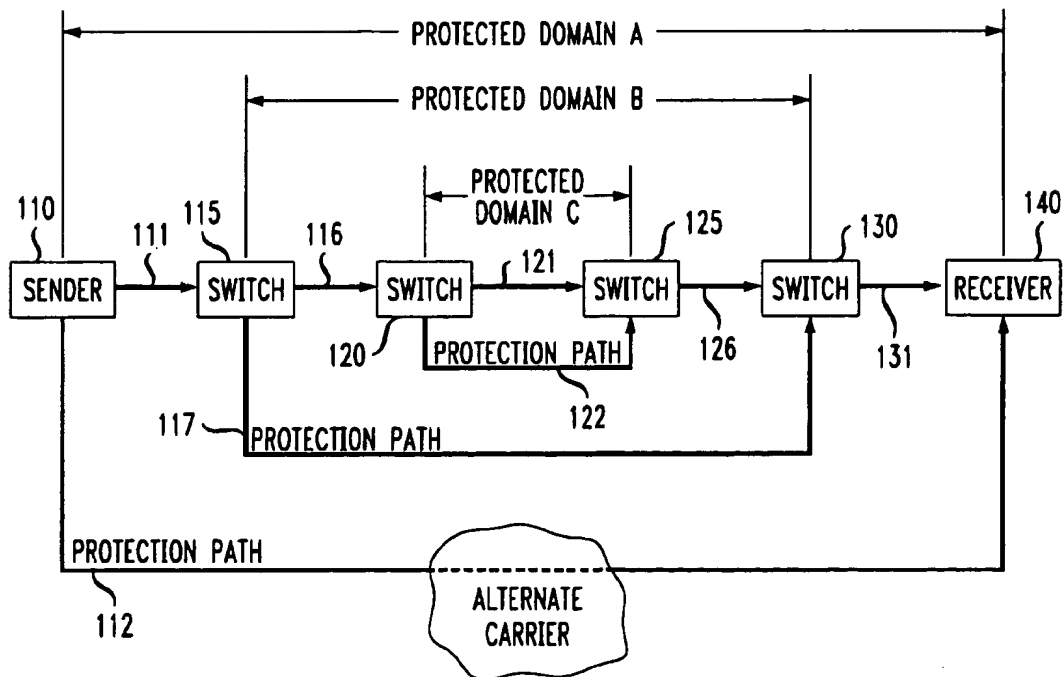 PROTECTED DOMAIN A
PROTECTED DOMAIN B
PROTECTED
DOMAIN C
110
111
115
116
121
125
130
140
SENDER
SWITCH
SWITCH
SWITCH
SWITCH
RECEIVER
120
126
131
PROTECTION PATH
122
117
PROTECTION PATH
PROTECTION PATH
112
ALTERNATE
CARRIER